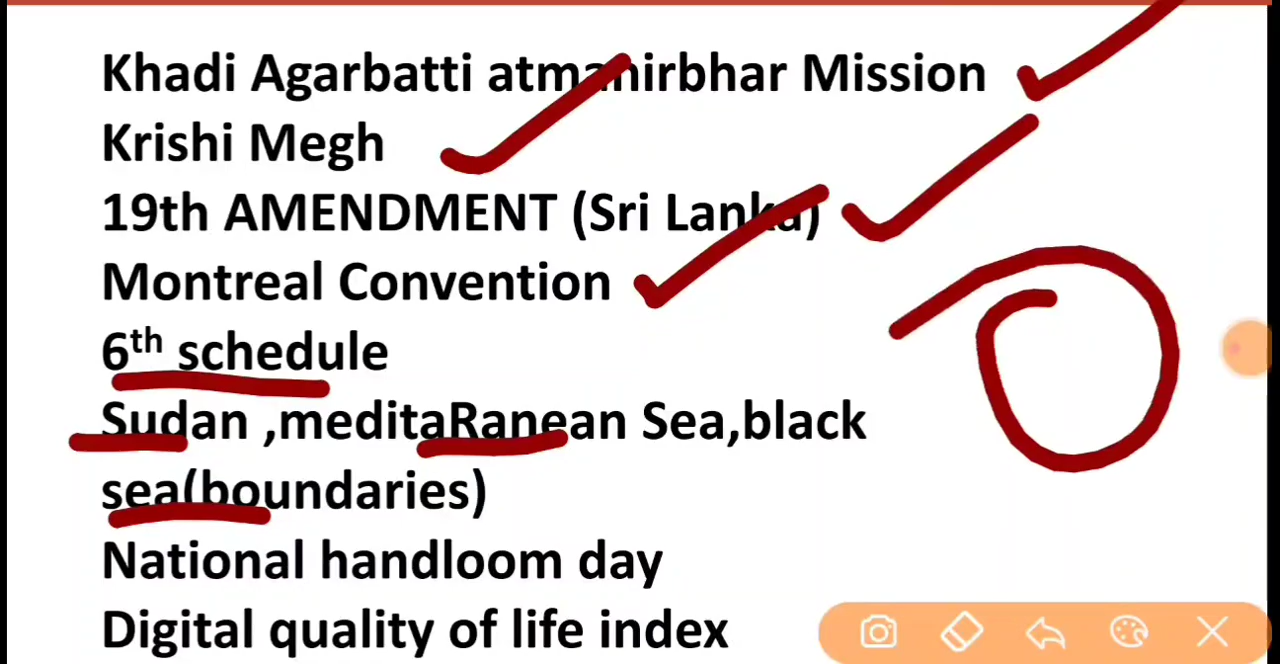 Khadi Agarbatti atmanirbhar Mission
Krishi Megh
19th AMENDMENT (Sri Lanka)
Montreal Convention
6th schedule
Sudan ,meditaRanean Sea,black
sea(boundaries)
National handloom day
Digital quality of life index